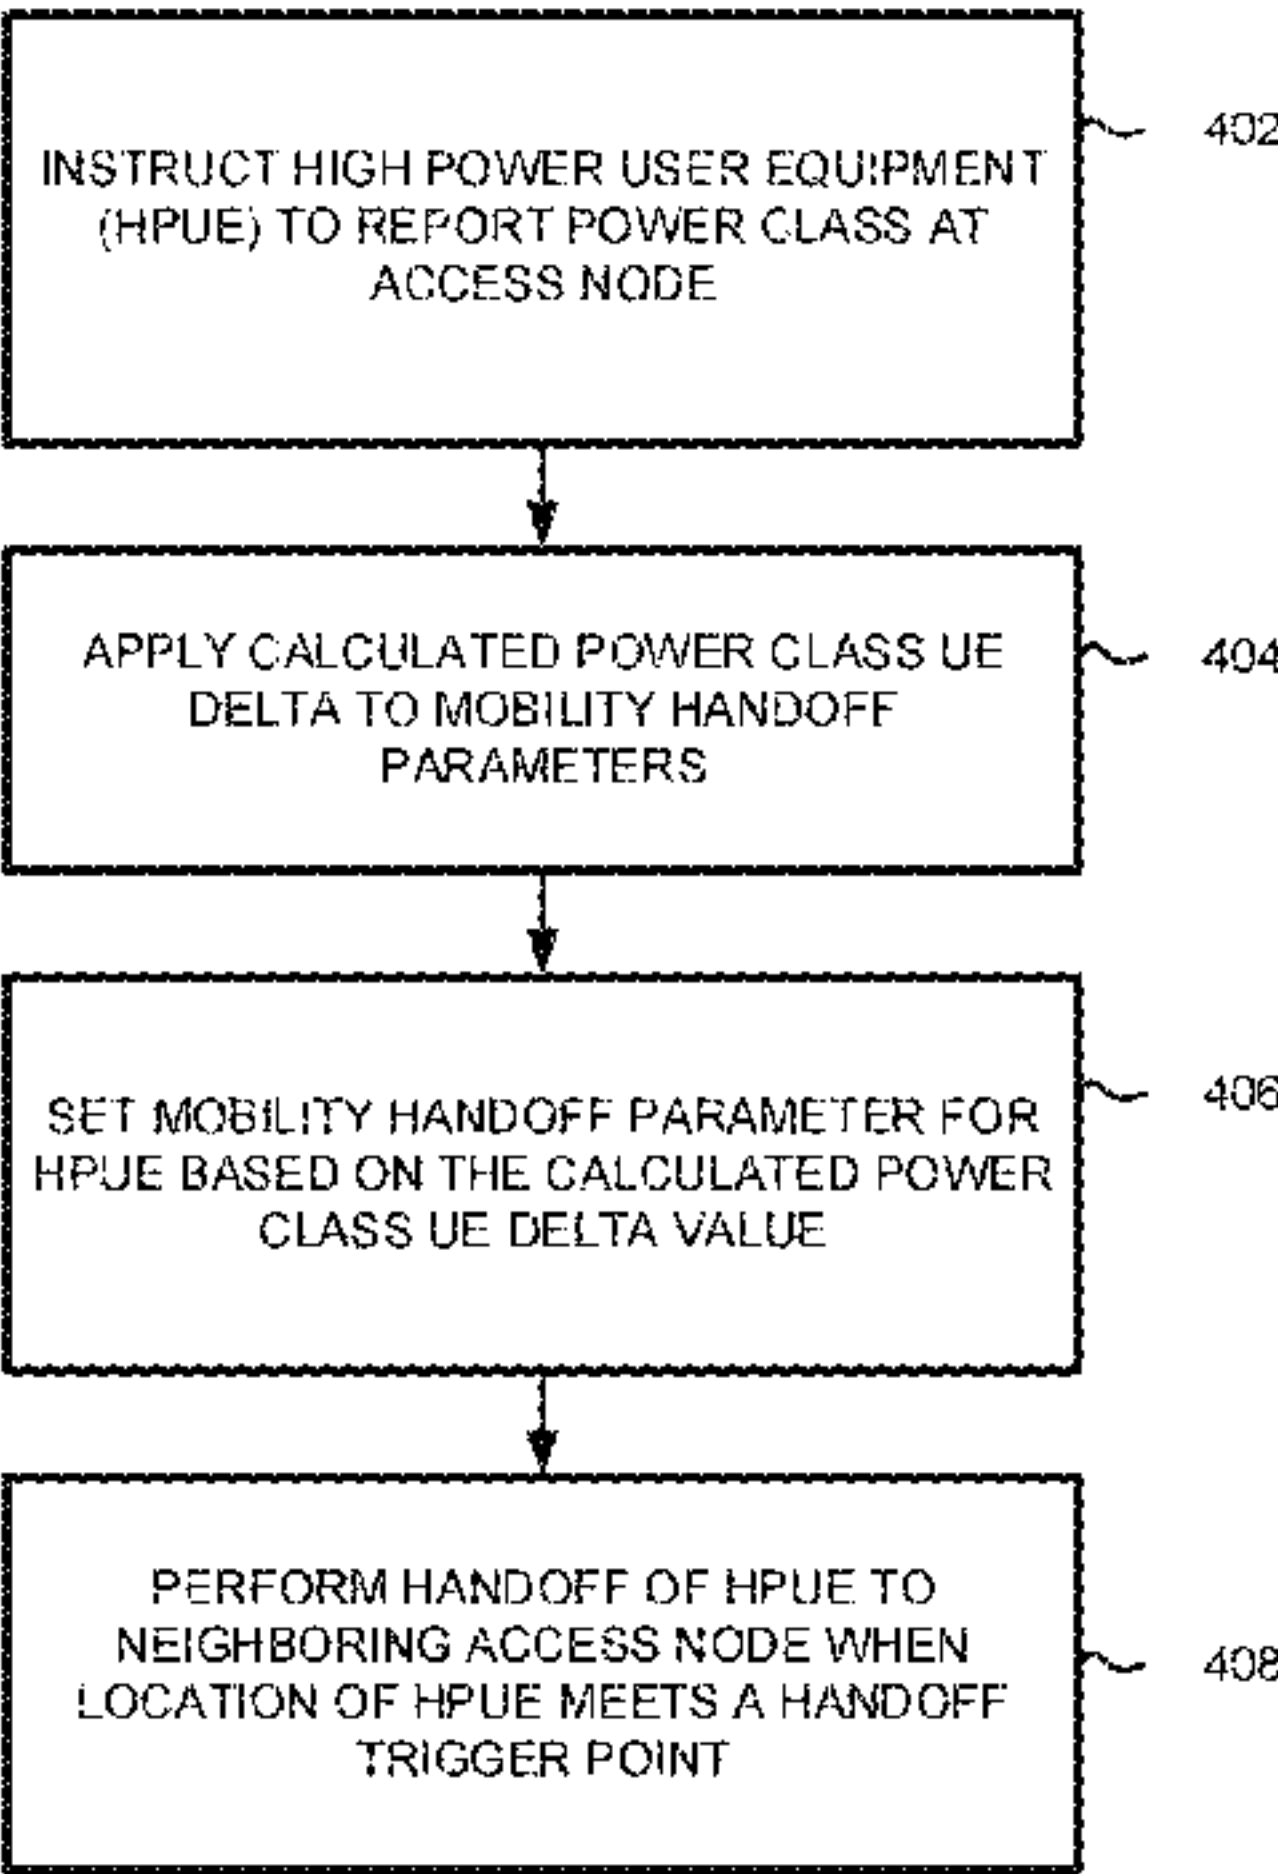 INSTRUCT HIGH POWER USER EQUIPMENT
(HPUE) TO REPORT POWER CLASS AT
ACCESS NODE
402
APPLY CALCULATED POWER CLASS UE
DELTA TO MOBILITY HANDOFF
PARAMETERS
404
SET MOBILITY HANDOFF PARAMETER FOR
HPUE BASED ON THE CALCULATED POWER
CLASS UE DELTA VALUE
406
PERFORM HANDOFF OF HPUE TO
NEIGHBORING ACCESS NODE WHEN
LOCATION OF HPUE MEETS A HANDOFF
TRIGGER POINT
408